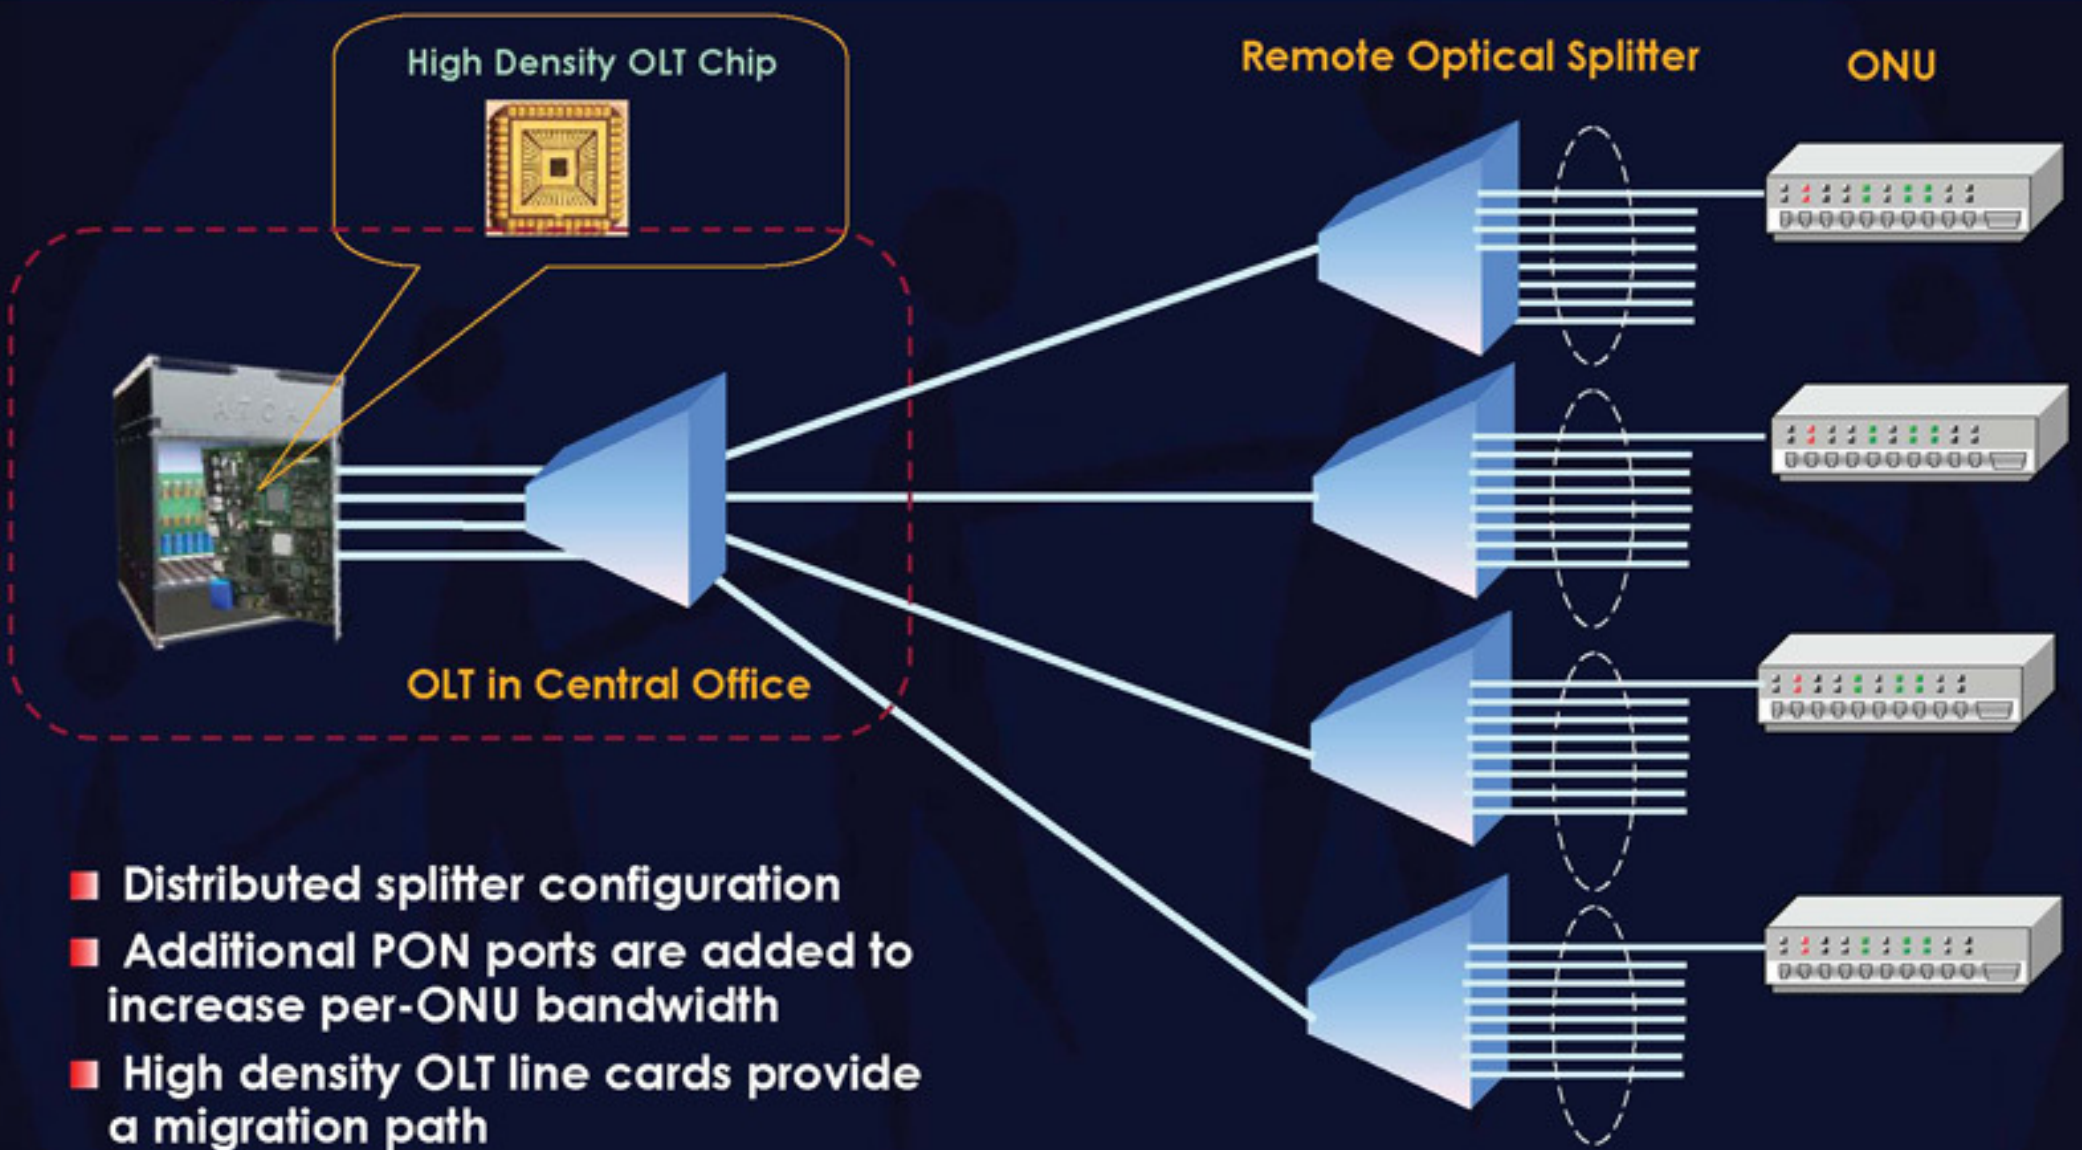 High Density OLT Chip
Remote Optical Splitter
ONU
ATCA
OLT in Central Office
Distributed splitter configuration
Additional PON ports are added to
increase per-ONU bandwidth
High density OLT line cards provide
a migration path